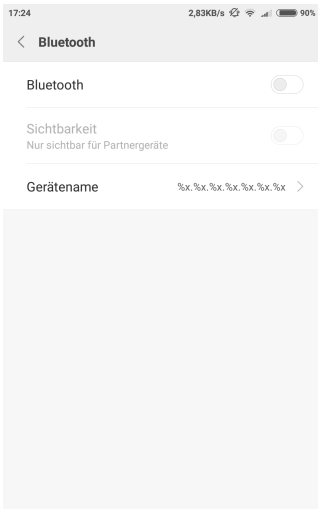 17:24 2,83KB/s 90%
Bluetooth
Bluetooth
Sichtbarkeit
Nur sichtbar für Partnergeräte
Gerätename %x.%x.%x.%x.%x.%x.%x